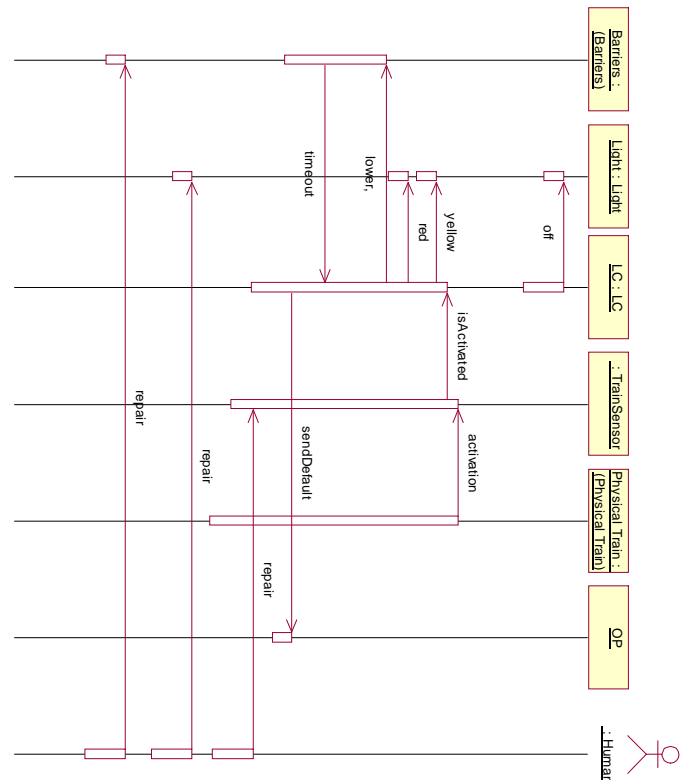 Barriers :
(Barriers)
Light : Light
LC : LC
: TrainSensor
Physical Train :
(Physical Train)
OP
: Human
off
activation
isActivated
yellow
red
lower,
timeout
sendDefault
repair
repair
repair